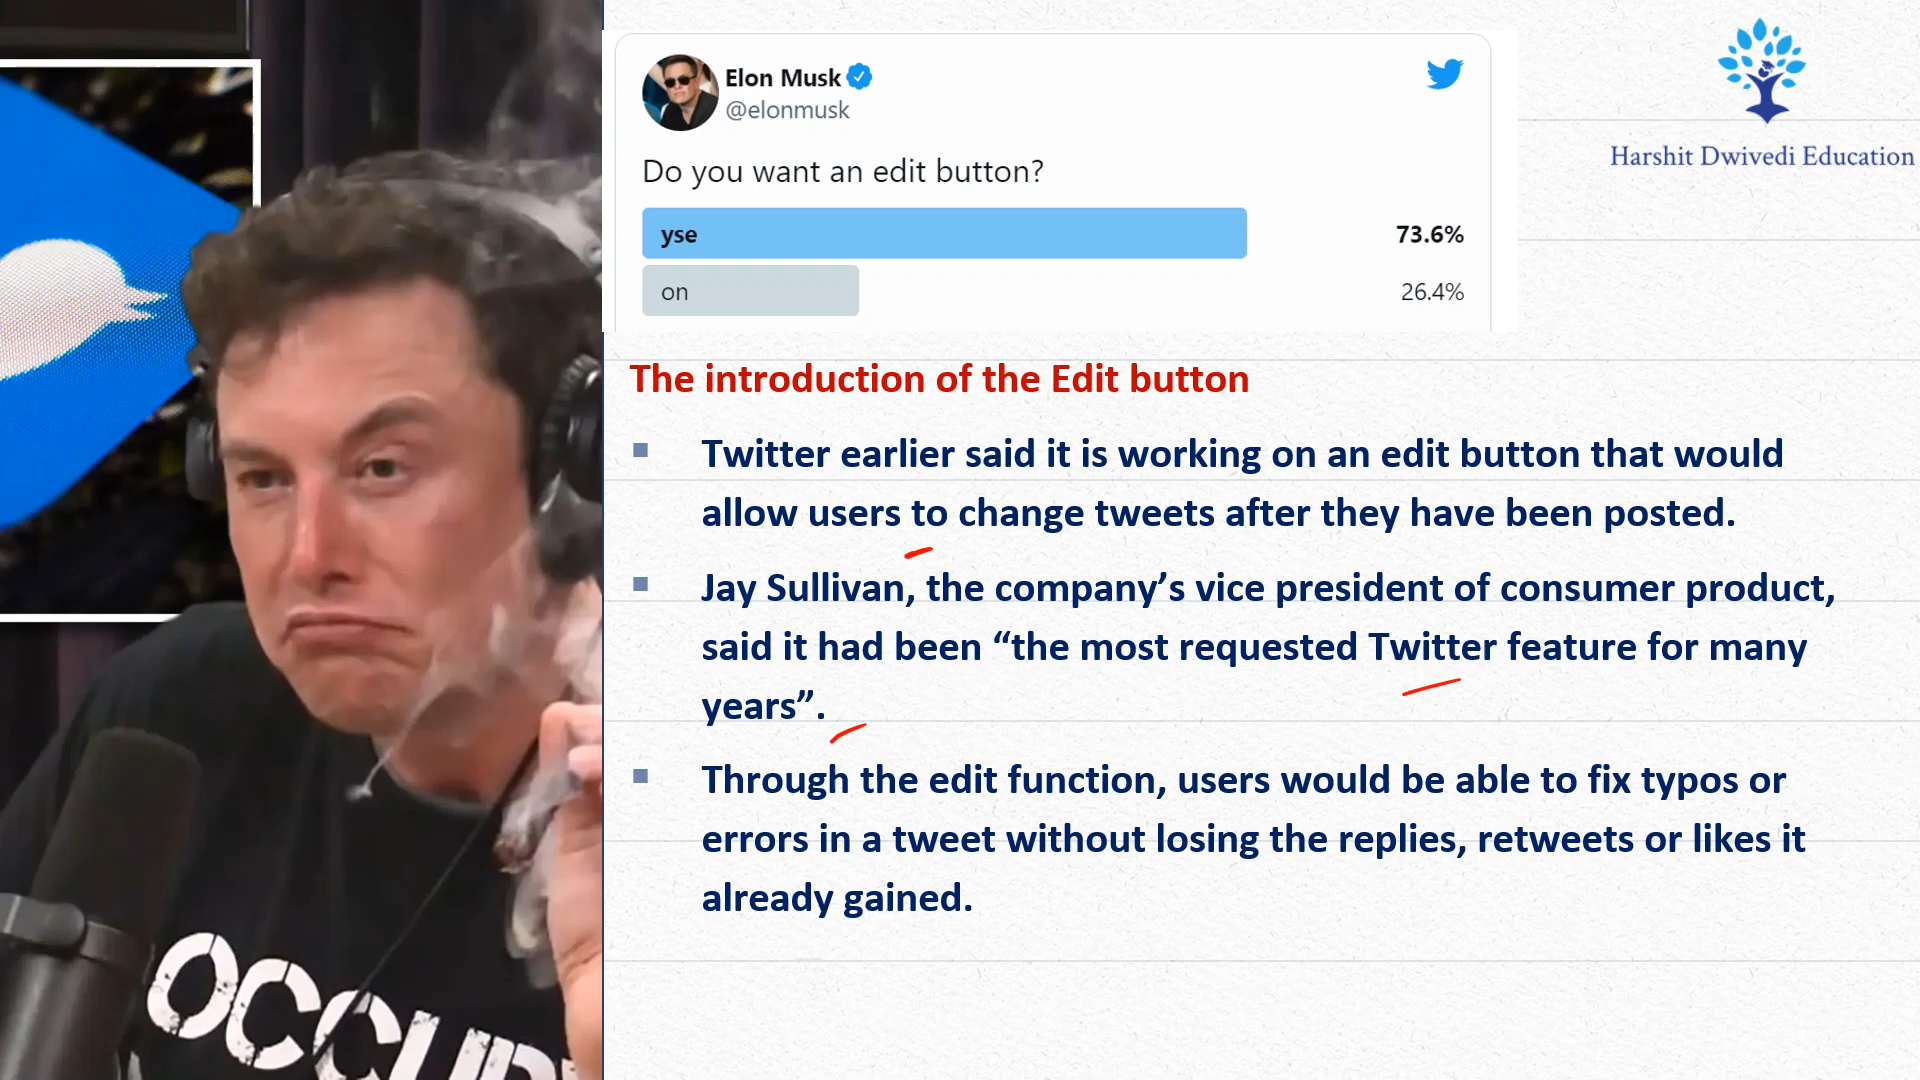 Elon Musk
@elonmusk
Do you want an edit button?
yse 73.6%
on 26.4%
Harshit Dwivedi Education
The introduction of the Edit button
Twitter earlier said it is working on an edit button that would
allow users to change tweets after they have been posted.
Jay Sullivan, the company’s vice president of consumer product,
said it had been “the most requested Twitter feature for many
years”.
Through the edit function, users would be able to fix typos or
errors in a tweet without losing the replies, retweets or likes it
already gained.